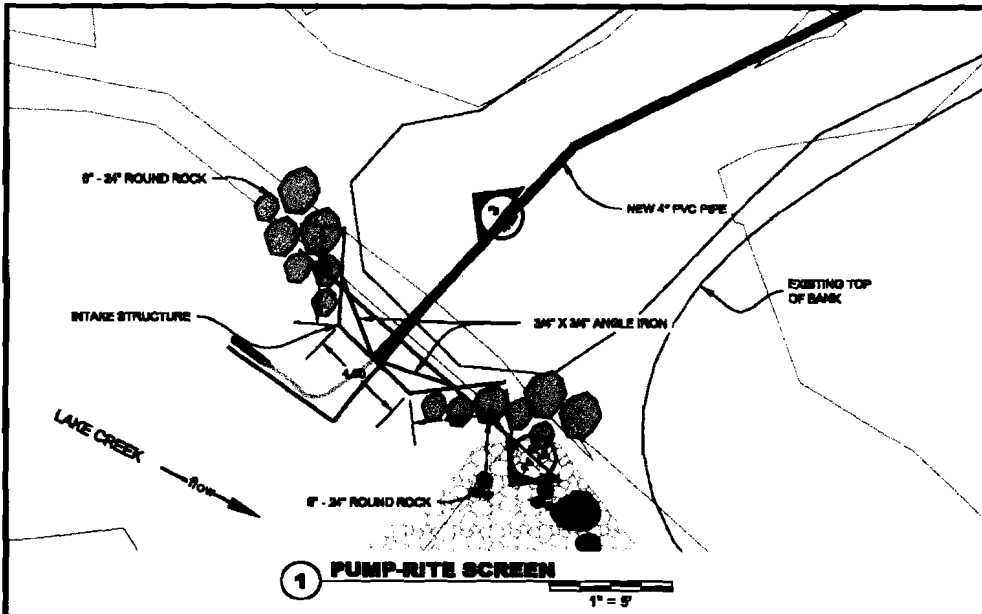 6" - 24" ROUND ROCK
NEW 4" PVC PIPE
EXISTING TOP
OF BANK
INTAKE STRUCTURE
3/4" X 3/4" ANGLE IRON
LAKE CREEK
flow
6" - 24" ROUND ROCK
1 PUMP-RITE SCREEN
1" = 5'